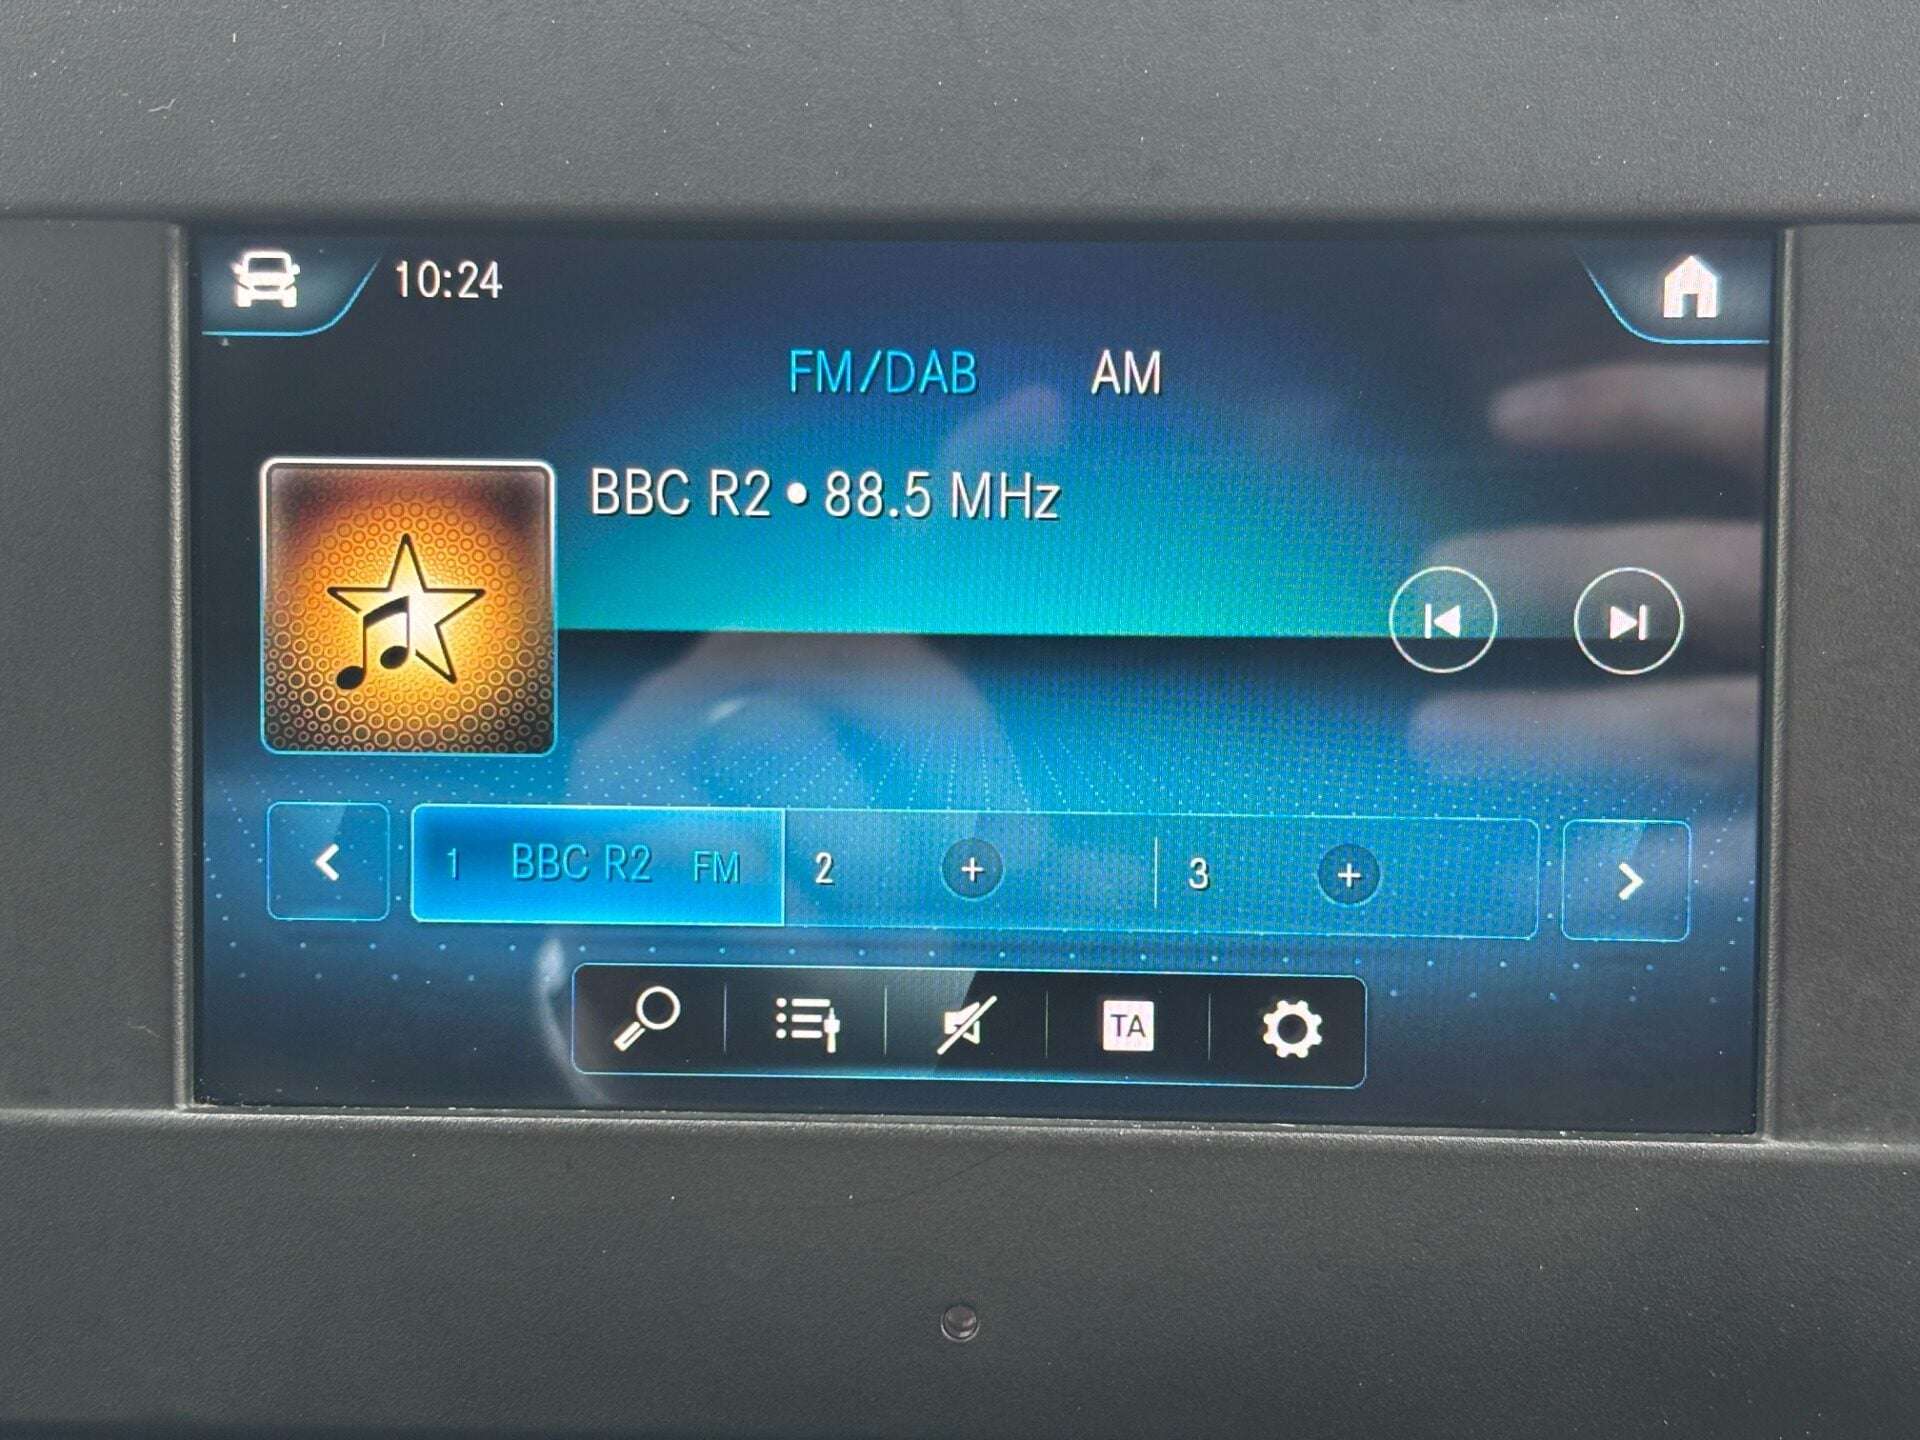 10:24
FM/DAB AM
BBC R2 • 88.5 MHz
1 BBC R2 FM 2 + 3 +
TA